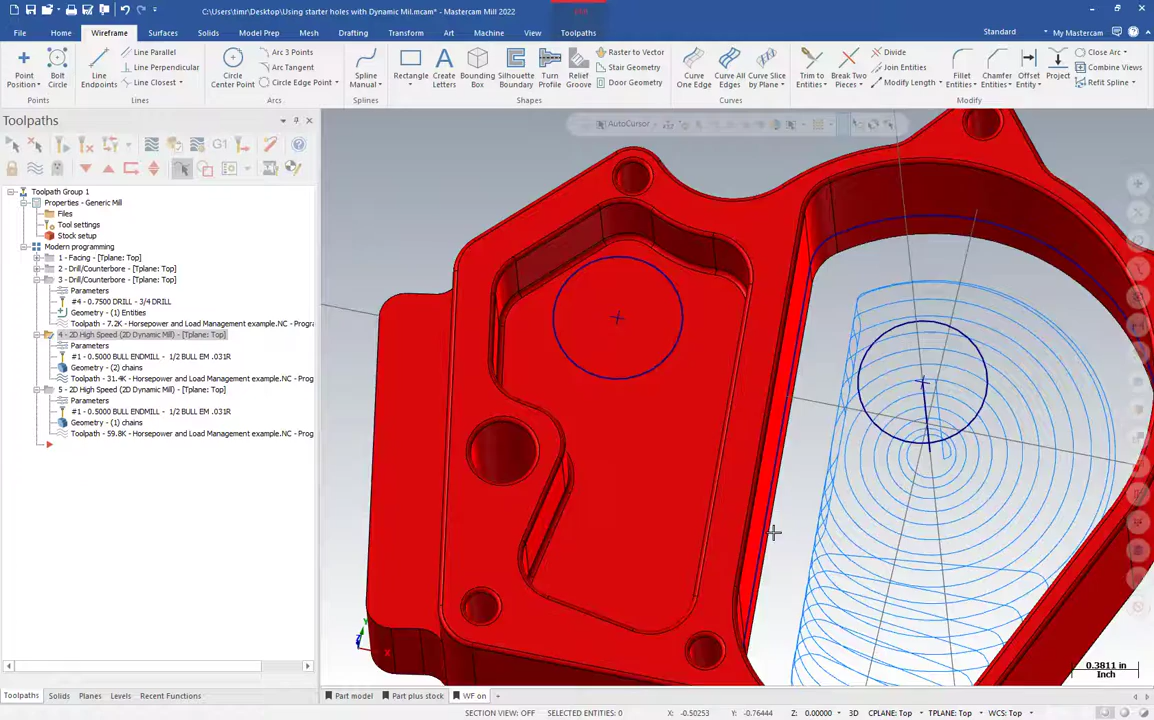 C:\Users\timr\Desktop\Using starter holes with Dynamic Mil.mcam* - Mastercam Mill 2022
File
Home
Wireframe
Surfaces
Solids
Model Prep
Mesh
Drafting
Transform
Art
Machine
View
Toolpaths
Standard
My Mastercam
Point Position
Bolt Circle
Points
Line Endpoints
Line Parallel
Line Perpendicular
Line Closest
Lines
Circle Center Point
Arc 3 Points
Arc Tangent
Circle Edge Point
Arcs
Spline Manual
Splines
Rectangle
Create Letters
Bounding Box
Silhouette Boundary
Turn Profile
Relief Groove
Raster to Vector
Stair Geometry
Door Geometry
Shapes
Curve One Edge
Curve All Edges
Curve Slice by Plane
Curves
Trim to Entities
Break Two Pieces
Divide
Join Entities
Modify Length
Fillet Entities
Chamfer Entities
Offset Entity
Project
Close Arc
Combine Views
Refit Spline
Modify
Toolpaths
G1
AutoCursor
Toolpath Group 1
Properties - Generic Mill
Files
Tool settings
Stock setup
Modern programming
1 - Facing - [Tplane: Top]
2 - Drill/Counterbore - [Tplane: Top]
3 - Drill/Counterbore - [Tplane: Top]
Parameters
#4 - 0.7500 DRILL - 3/4 DRILL
Geometry - (1) Entities
Toolpath - 7.2K - Horsepower and Load Management example.NC - Progr
4 - 2D High Speed (2D Dynamic Mill) - [Tplane: Top]
Parameters
#1 - 0.5000 BULL ENDMILL - 1/2 BULL EM .031R
Geometry - (2) chains
Toolpath - 31.4K - Horsepower and Load Management example.NC - Prog
5 - 2D High Speed (2D Dynamic Mill) - [Tplane: Top]
Parameters
#1 - 0.5000 BULL ENDMILL - 1/2 BULL EM .031R
Geometry - (1) chains
Toolpath - 59.8K - Horsepower and Load Management example.NC - Prog
Y
Z
X
0.3811 in
Inch
Toolpaths
Solids
Planes
Levels
Recent Functions
Part model
Part plus stock
WF on
+
SECTION VIEW: OFF
SELECTED ENTITIES: 0
X: -0.50253
Y: -0.76444
Z: 0.00000
3D
CPLANE: Top
TPLANE: Top
WCS: Top